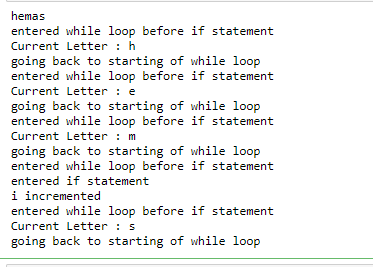 hemas
entered while loop before if statement
Current Letter : h
going back to starting of while loop
entered while loop before if statement
Current Letter : e
going back to starting of while loop
entered while loop before if statement
Current Letter : m
going back to starting of while loop
entered while loop before if statement
entered if statement
i incremented
entered while loop before if statement
Current Letter : s
going back to starting of while loop